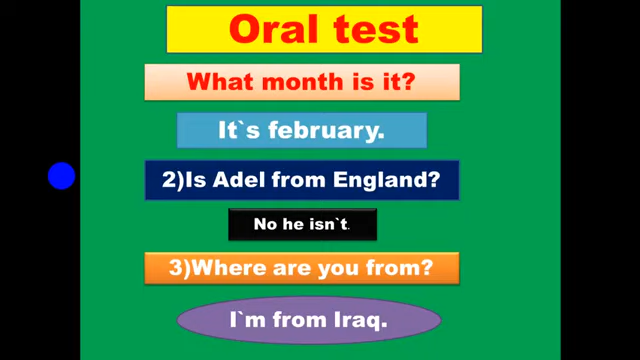 Oral test
What month is it?
It`s february.
2)Is Adel from England?
No he isn`t.
3)Where are you from?
I`m from Iraq.